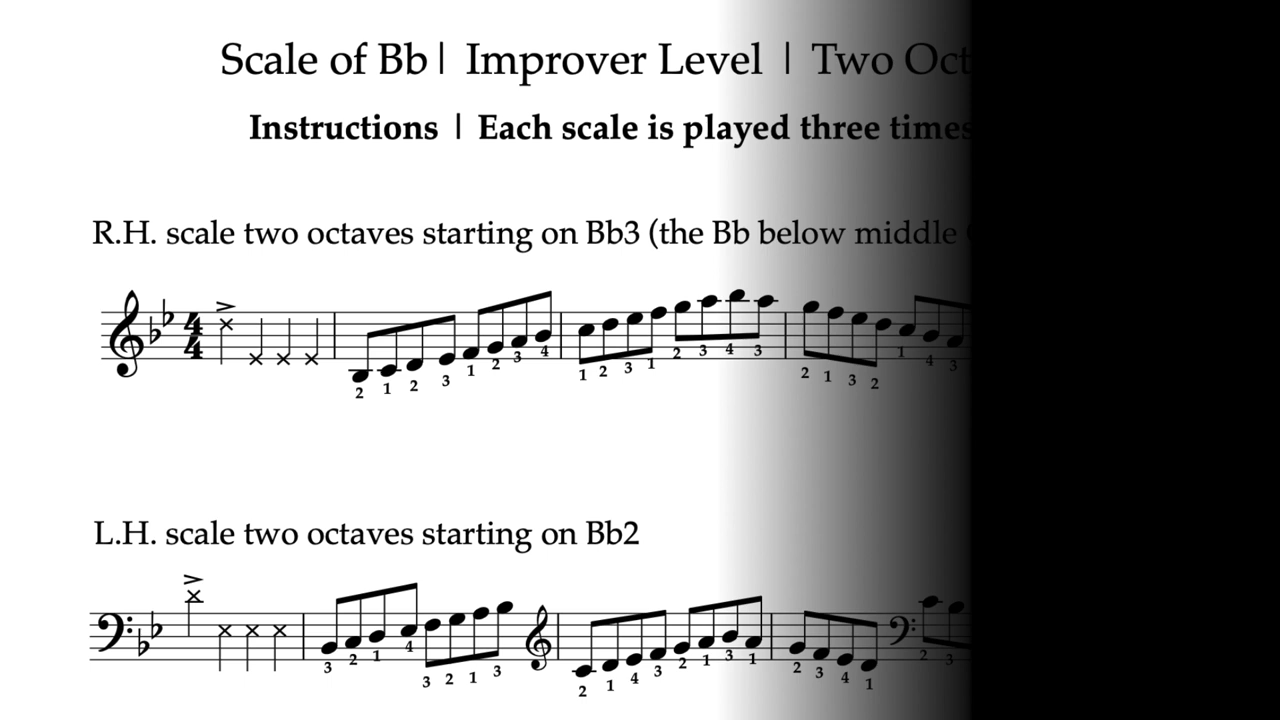 Scale of Bb | Improver Level | Two Oct
Instructions | Each scale is played three times
R.H. scale two octaves starting on Bb3 (the Bb below middle
4 4
2 1 2 3 1 2 3 4 1 2 3 1 2 3 4 3 2 1 3 2 1 4 3
L.H. scale two octaves starting on Bb2
3 2 1 4 3 2 1 3 2 1 4 3 2 1 3 1 2 3 4 1 2 3